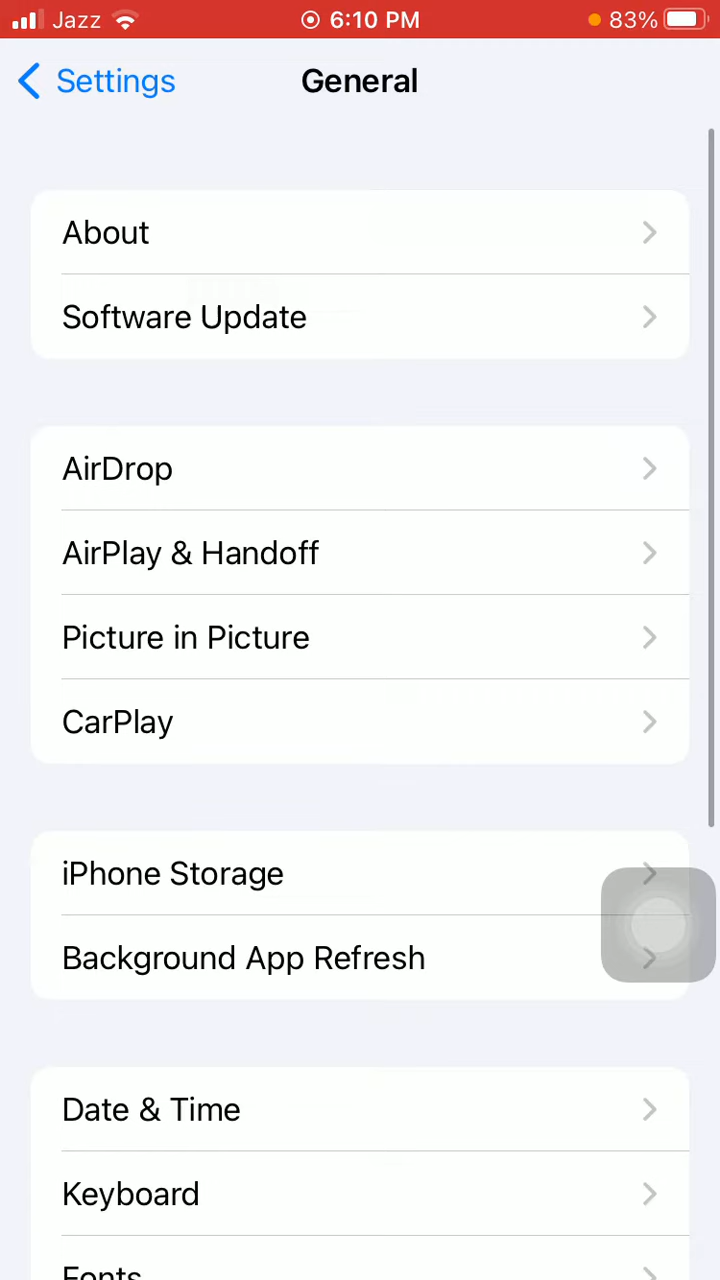 Jazz 6:10 PM 83%
Settings General
About
Software Update
AirDrop
AirPlay & Handoff
Picture in Picture
CarPlay
iPhone Storage
Background App Refresh
Date & Time
Keyboard
Fonts